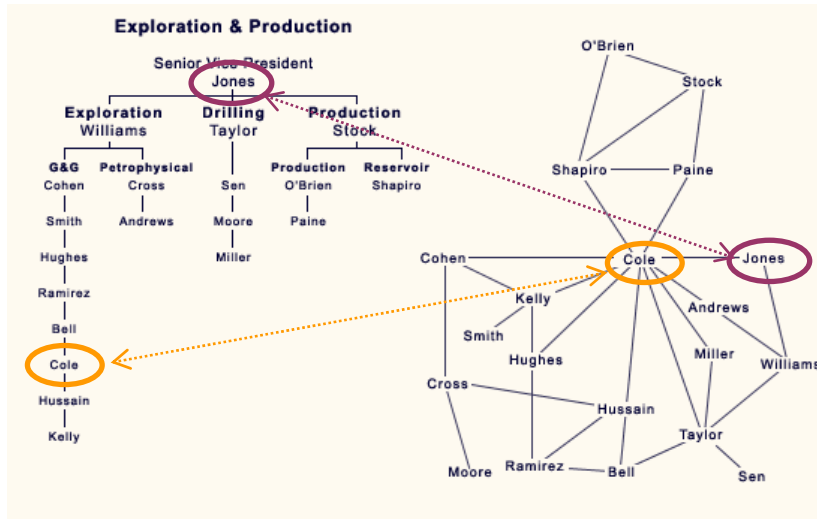 Exploration & Production
Senior Vice President
Jones
Exploration
Drilling
Production
Williams
Taylor
Stock
G&G
Petrophysical
Production
Reservoir
Cohen
Cross
Sen
O'Brien
Shapiro
Smith
Andrews
Moore
Paine
Hughes
Miller
Ramirez
Bell
Cole
Hussain
Kelly
O'Brien
Stock
Shapiro
Paine
Cohen
Cole
Jones
Kelly
Andrews
Smith
Hughes
Miller
Williams
Cross
Hussain
Taylor
Moore
Ramirez
Bell
Sen